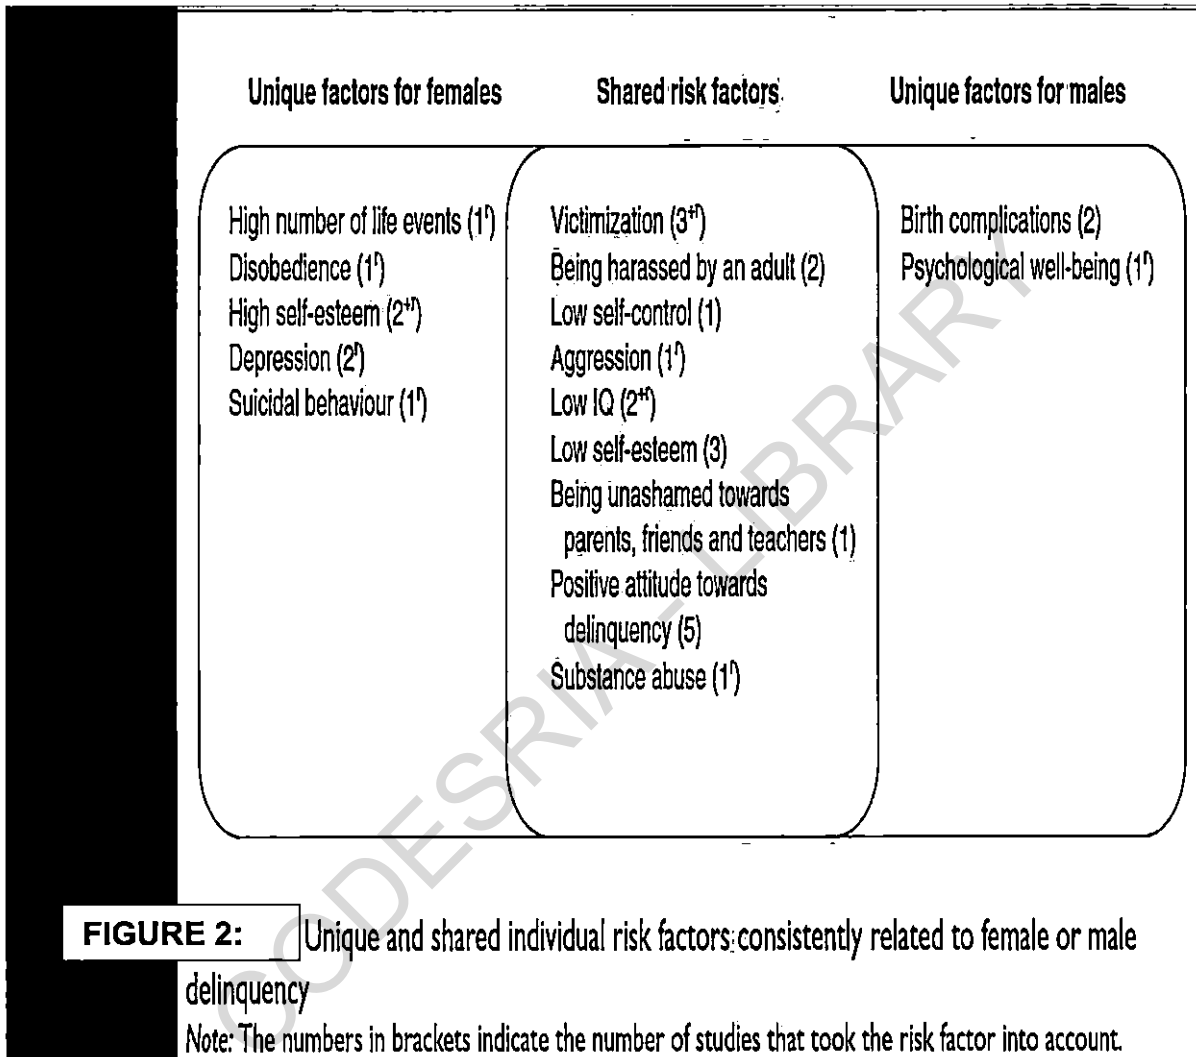 Unique factors for females
Shared risk factors
Unique factors for males
High number of life events (1ʳ)
Disobedience (1ʳ)
High self-esteem (2⁺ʳ)
Depression (2ʳ)
Suicidal behaviour (1ʳ)
Victimization (3⁺ʳ)
Being harassed by an adult (2)
Low self-control (1)
Aggression (1ʳ)
Low IQ (2⁺ʳ)
Low self-esteem (3)
Being unashamed towards
parents, friends and teachers (1)
Positive attitude towards
delinquency (5)
Substance abuse (1ʳ)
Birth complications (2)
Psychological well-being (1ʳ)
CODESRIA - LIBRARY
FIGURE 2: Unique and shared individual risk factors consistently related to female or male
delinquency
Note: The numbers in brackets indicate the number of studies that took the risk factor into account.